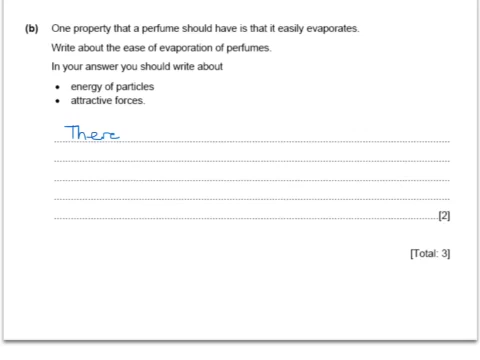 (b) One property that a perfume should have is that it easily evaporates.
Write about the ease of evaporation of perfumes.
In your answer you should write about
• energy of particles
• attractive forces.
There
[2]
[Total: 3]